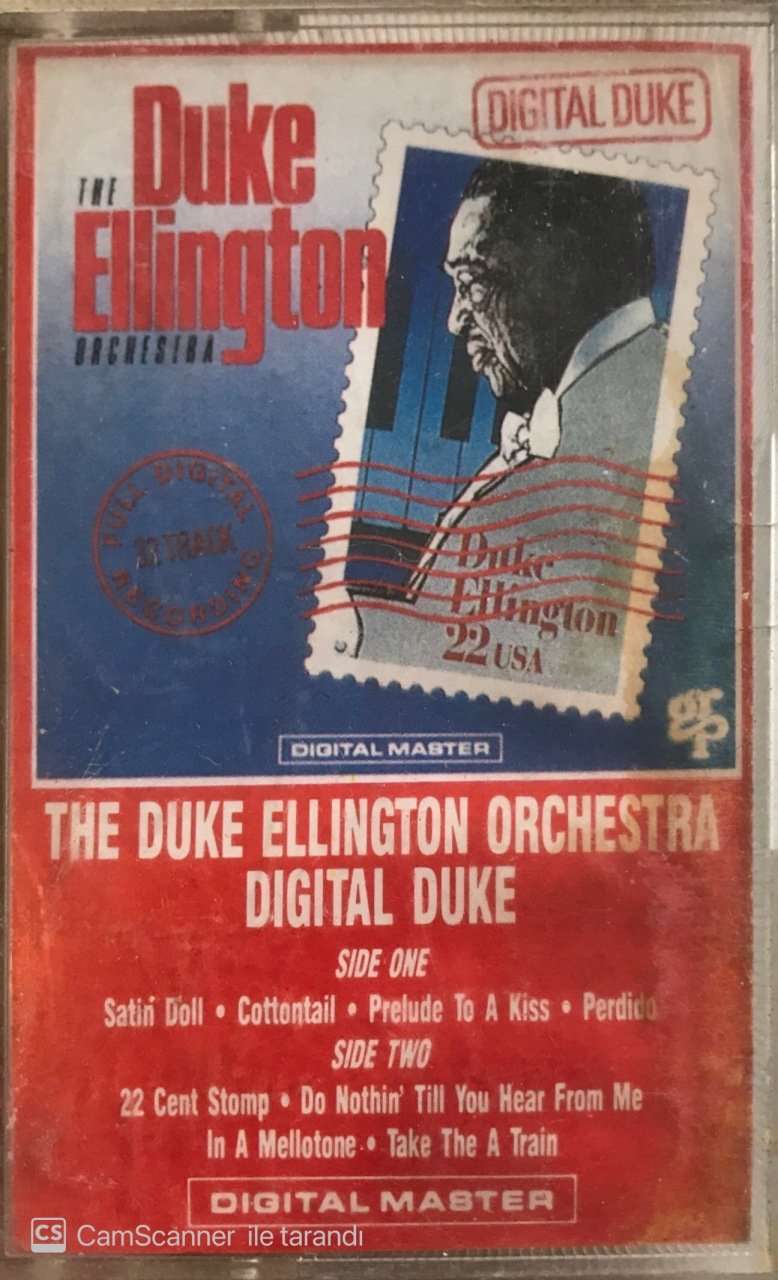 DIGITAL DUKE
THE Duke
Ellington
ORCHESTRA
FULL DIGITAL
32 TRACK
RECORDING
Duke
Ellington
22 USA
grp
DIGITAL MASTER
THE DUKE ELLINGTON ORCHESTRA
DIGITAL DUKE
SIDE ONE
Satin Doll • Cottontail • Prelude To A Kiss • Perdido
SIDE TWO
22 Cent Stomp • Do Nothin' Till You Hear From Me
In A Mellotone • Take The A Train
DIGITAL MASTER
CS CamScanner ile tarandı